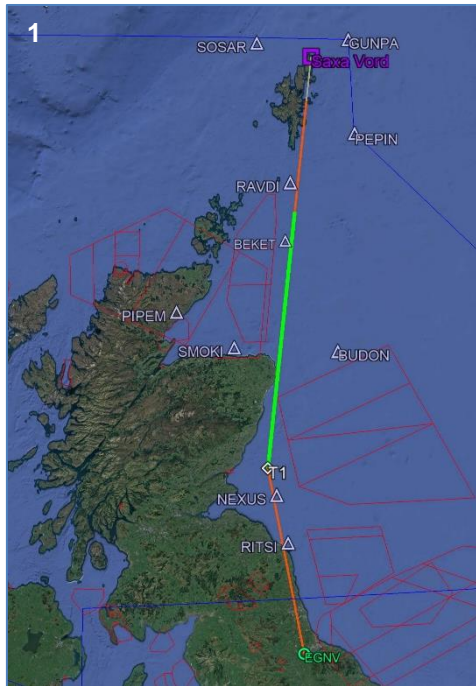 1
SOSAR
GUNPA
Saxa Vord
PEPIN
RAVDI
BEKET
PIPEM
SMOKI
BUDON
T1
NEXUS
RITSI
EGNV